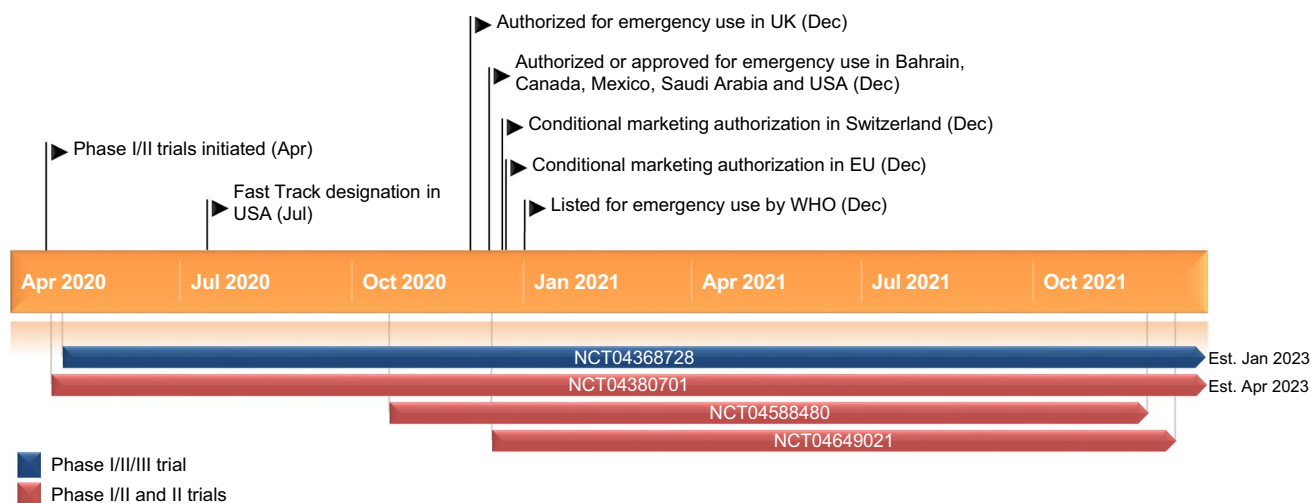 Authorized for emergency use in UK (Dec)
Authorized or approved for emergency use in Bahrain,
Canada, Mexico, Saudi Arabia and USA (Dec)
Conditional marketing authorization in Switzerland (Dec)
Phase I/II trials initiated (Apr)
Conditional marketing authorization in EU (Dec)
Fast Track designation in
USA (Jul)
Listed for emergency use by WHO (Dec)
Apr 2020
Jul 2020
Oct 2020
Jan 2021
Apr 2021
Jul 2021
Oct 2021
NCT04368728
Est. Jan 2023
NCT04380701
Est. Apr 2023
NCT04588480
NCT04649021
Phase I/II/III trial
Phase I/II and II trials